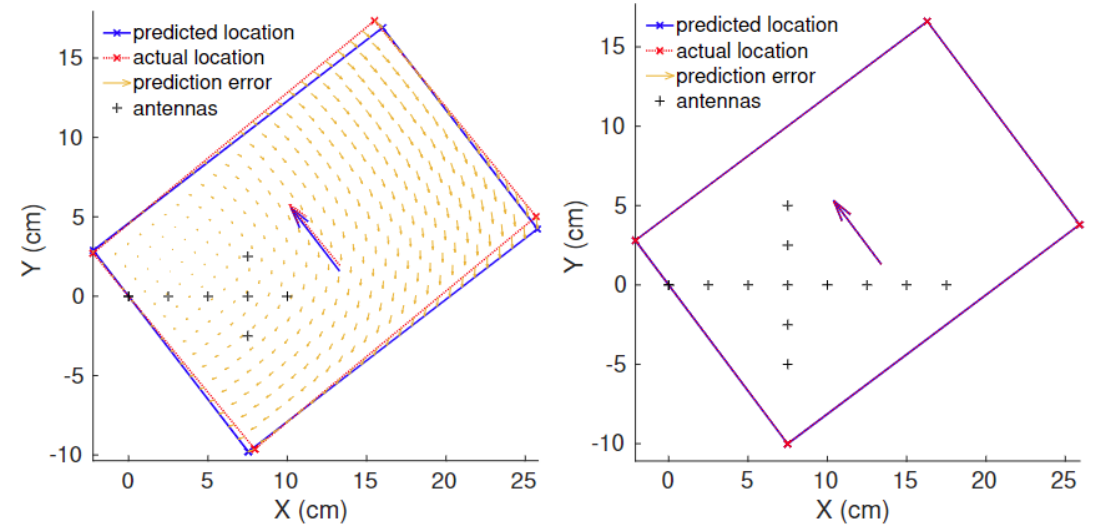 predicted location
actual location
prediction error
antennas
15
10
5
0
-5
-10
Y (cm)
0 5 10 15 20 25
X (cm)
predicted location
actual location
prediction error
antennas
15
10
5
0
-5
-10
Y (cm)
0 5 10 15 20 25
X (cm)